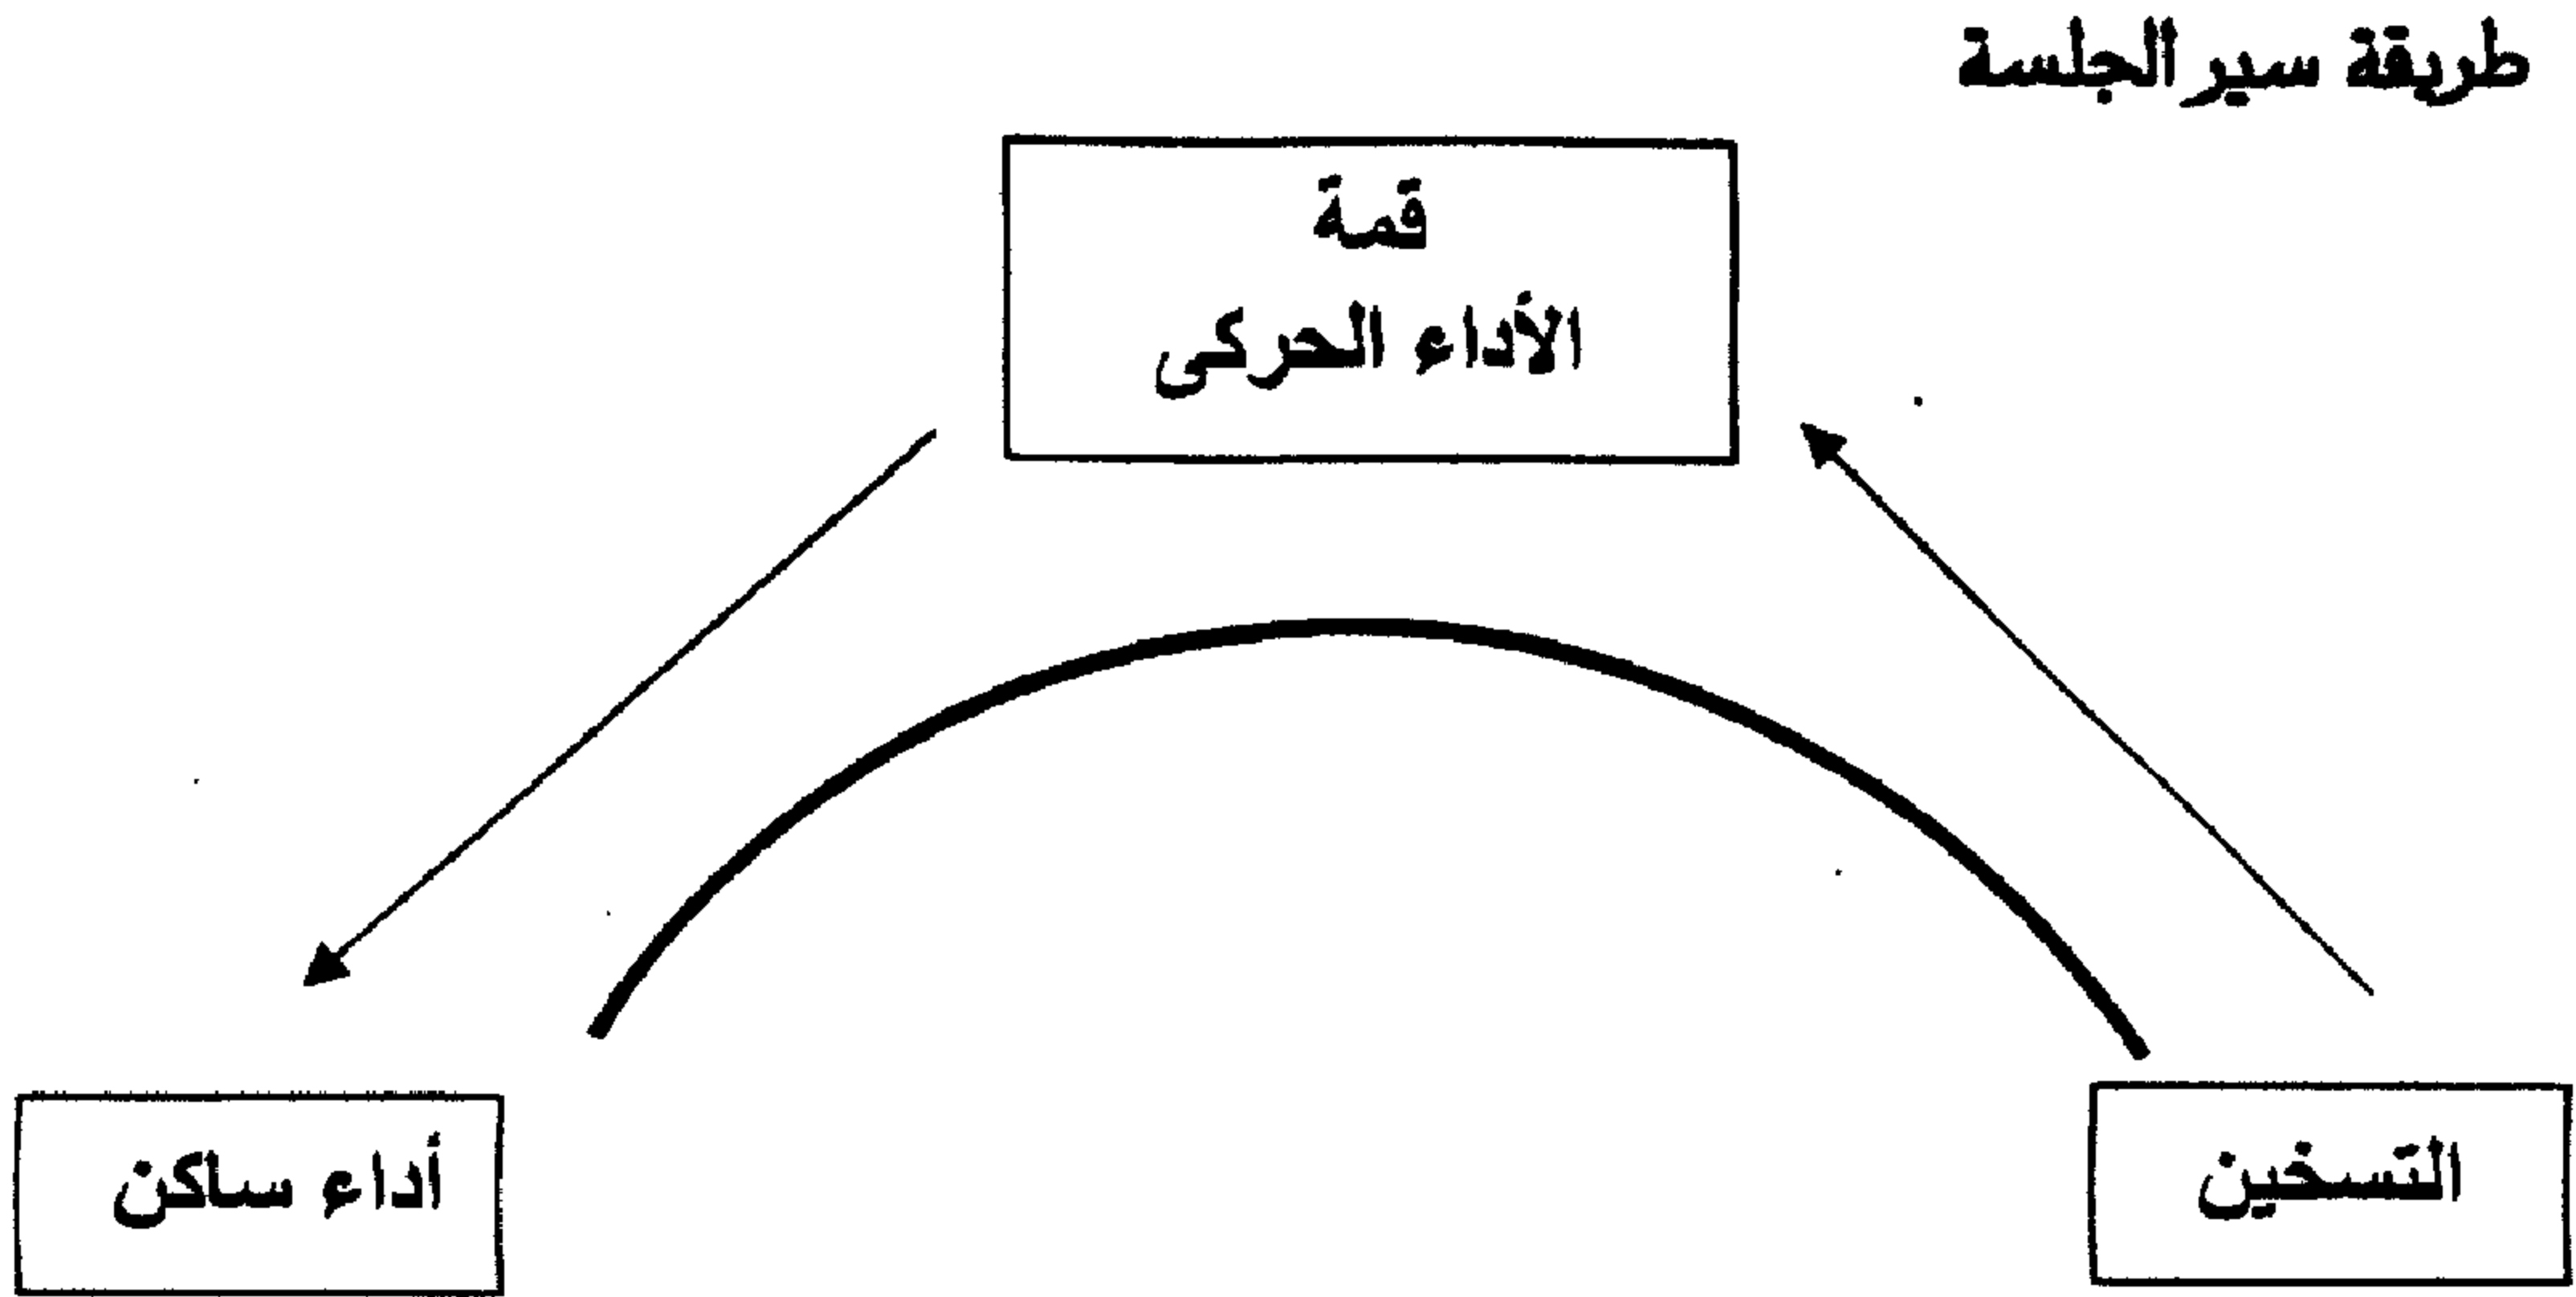 طريقة سير الجلسة
قمة
الأداء الحركى
التسخين
أداء ساكن